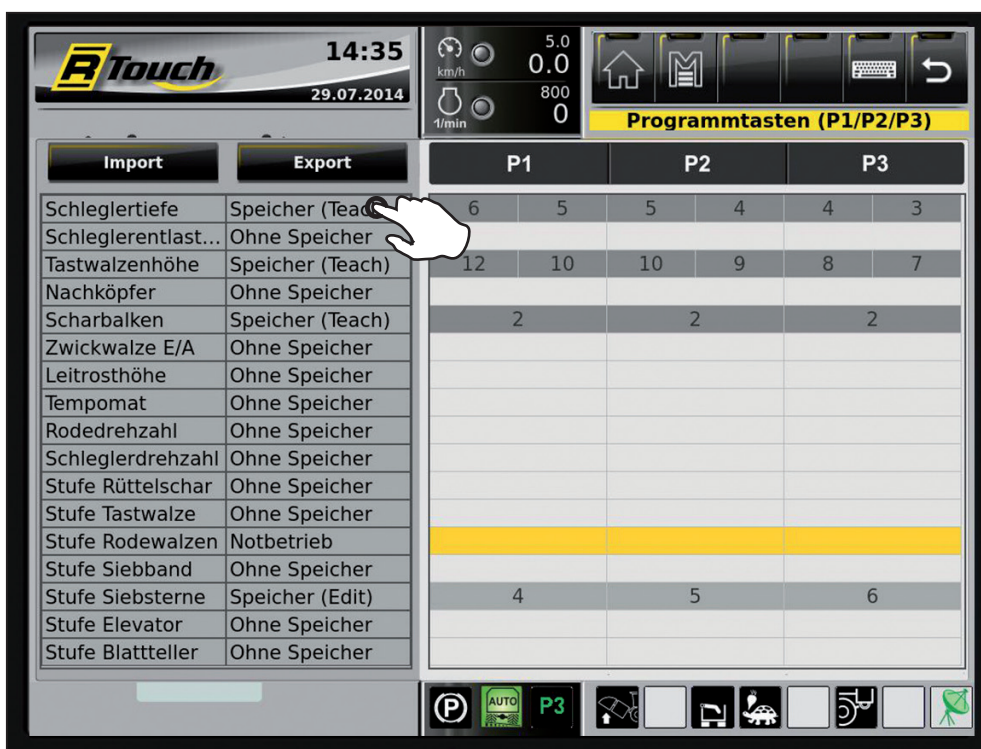 R Touch
14:35
29.07.2014
km/h
5.0
0.0
1/min
800
0
Programmtasten (P1/P2/P3)
Import Export P1 P2 P3
Schleglertiefe Speicher (Teac 6 5 5 4 4 3
Schleglerentlast... Ohne Speicher
Tastwalzenhöhe Speicher (Teach) 12 10 10 9 8 7
Nachköpfer Ohne Speicher
Scharbalken Speicher (Teach) 2 2 2
Zwickwalze E/A Ohne Speicher
Leitrosthöhe Ohne Speicher
Tempomat Ohne Speicher
Rodedrehzahl Ohne Speicher
Schleglerdrehzahl Ohne Speicher
Stufe Rüttelschar Ohne Speicher
Stufe Tastwalze Ohne Speicher
Stufe Rodewalzen Notbetrieb
Stufe Siebband Ohne Speicher
Stufe Siebsterne Speicher (Edit) 4 5 6
Stufe Elevator Ohne Speicher
Stufe Blattteller Ohne Speicher
P AUTO P3